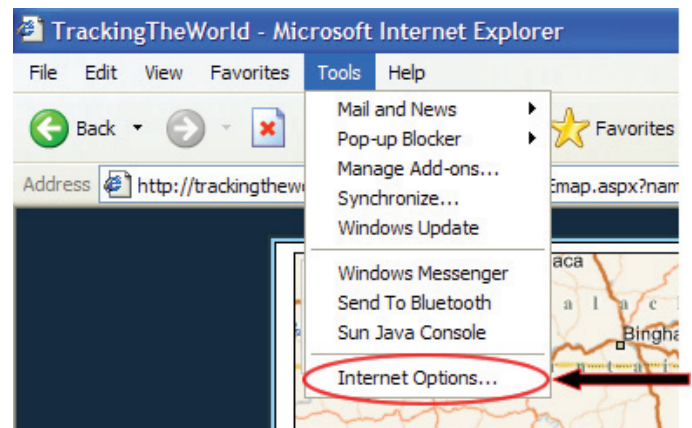 TrackingTheWorld - Microsoft Internet Explorer
File Edit View Favorites Tools Help
Back Favorites
Address http://trackingthew Emap.aspx?nam
Mail and News
Pop-up Blocker
Manage Add-ons...
Synchronize...
Windows Update
Windows Messenger
Send To Bluetooth
Sun Java Console
Internet Options...
aca
a l a c
Bingha
n t a i